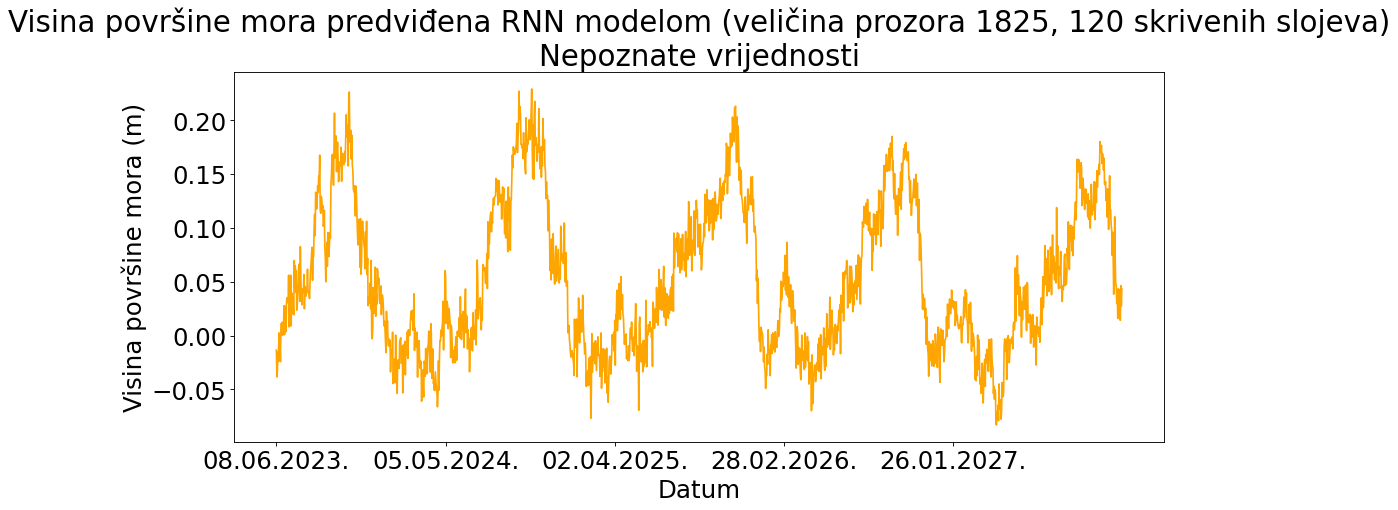 Visina površine mora predviđena RNN modelom (veličina prozora 1825, 120 skrivenih slojeva)
Nepoznate vrijednosti
Visina površine mora (m)
0.20
0.15
0.10
0.05
0.00
−0.05
08.06.2023. 05.05.2024. 02.04.2025. 28.02.2026. 26.01.2027.
Datum